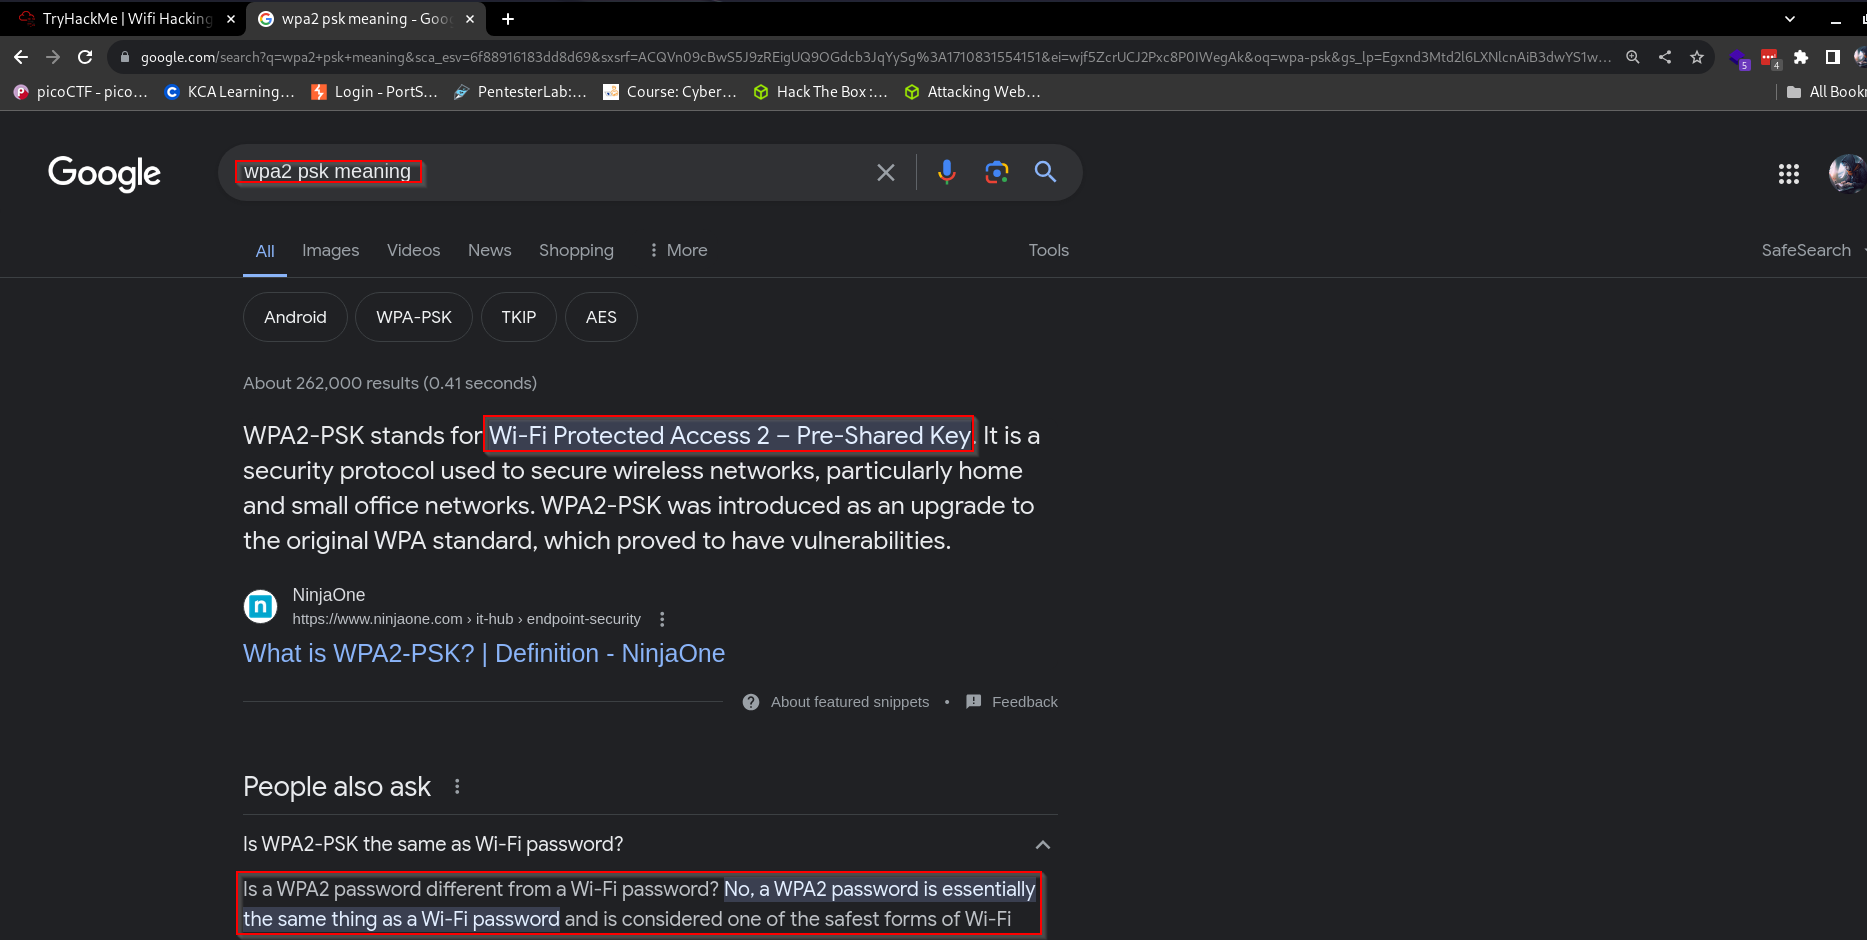 TryHackMe | Wifi Hacking
wpa2 psk meaning - Goo
google.com/search?q=wpa2+psk+meaning&sca_esv=6f88916183dd8d69&sxsrf=ACQVn09cBwS5J9zREigUQ9OGdcb3JqYySg%3A1710831554151&ei=wjf5ZcrUCJ2Pxc8P0IWegAk&oq=wpa-psk&gs_lp=Egxnd3Mtd2l6LXNlcnAiB3dwYS1w...
5
4
picoCTF - pico...
KCA Learning...
Login - PortS...
PentesterLab:...
Course: Cyber...
Hack The Box :...
Attacking Web...
All Bookr
Google
wpa2 psk meaning
All
Images
Videos
News
Shopping
More
Tools
SafeSearch
Android
WPA-PSK
TKIP
AES
About 262,000 results (0.41 seconds)
WPA2-PSK stands for Wi-Fi Protected Access 2 – Pre-Shared Key. It is a
security protocol used to secure wireless networks, particularly home
and small office networks. WPA2-PSK was introduced as an upgrade to
the original WPA standard, which proved to have vulnerabilities.
n
NinjaOne
https://www.ninjaone.com › it-hub › endpoint-security
What is WPA2-PSK? | Definition - NinjaOne
About featured snippets • Feedback
People also ask
Is WPA2-PSK the same as Wi-Fi password?
Is a WPA2 password different from a Wi-Fi password? No, a WPA2 password is essentially
the same thing as a Wi-Fi password and is considered one of the safest forms of Wi-Fi